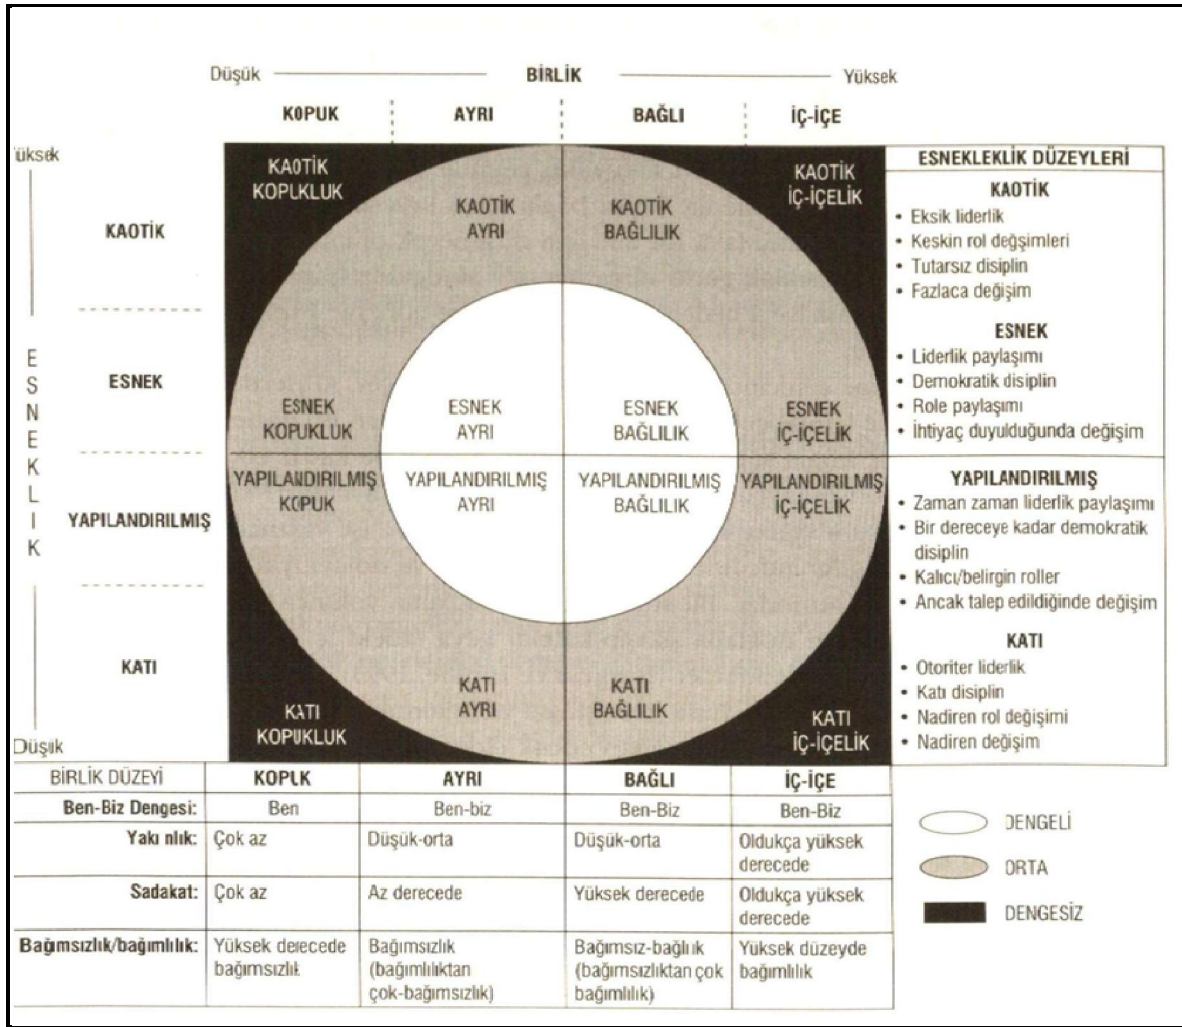 Düşük BİRLİK Yüksek
KOPUK AYRI BAĞLI İÇ-İÇE
üksek
KAOTİK
ESNEK
YAPILANDIRILMIŞ
KATI
ESNEKLIK
Düşük
KAOTİK
KOPLKLUK
KAOTİK
AYRI
KAOTİK
BAĞLILIK
KAOTİK
İÇ-İÇELİK
ESNEK
KOPUKLUK
ESNEK
AYRI
ESNEK
BAĞLILIK
ESNEK
İÇ-İÇELİK
YAPILANDIRILMIŞ
KOPUK
YAPILANDIRILMIŞ
AYRI
YAPILANDIRILMIŞ
BAĞLILIK
YAPILANDIRILMIŞ
İÇ-İÇELİK
KATI
KOPUKLUK
KATI
AYRI
KATI
BAĞLILIK
KATI
İÇ-İÇELİK
ESNEKLEKLİK DÜZEYLERİ
KAOTİK
• Eksik liderlik
• Keskin rol değşimleri
• Tutarsız disiplin
• Fazlaca değişim
ESNEK
• Liderlik paylaşımı
• Demokratik disiplin
• Role paylaşımı
• İhtiyaç duyulduğunda değişim
YAPILANDIRILMIŞ
• Zaman zaman liderlik paylaşımı
• Bir dereceye kadar demokratik
disiplin
• Kalıcı/belirgin roller
• Ancak talep edildiğinde değişim
KATI
• Otoriter liderlik
• Katı disiplin
• Nadiren rol değişimi
• Nadiren değişim
BİRLİK DÜZEYİ KOPLK AYRI BAĞLI İÇ-İÇE
Ben-Biz Dengesi: Ben Ben-biz Ben-Biz Ben-Biz
Yakı nlık: Çok az Düşük-orta Düşük-orta Oldukça yüksek
derecede
Sadakat: Çok az Az derecede Yüksek derecede Oldukça yüksek
derecede
Bağımsızlık/bağımlılık: Yüksek derecede Bağımsızlık Bağımsız-bağlılık Yüksek düzeyde
bağımsızlık (bağımlılıktan (bağımsızlıktan çok bağımlılık
çok-bağımsızlık) bağımlılık)
DENGELİ
ORTA
DENGESİZ